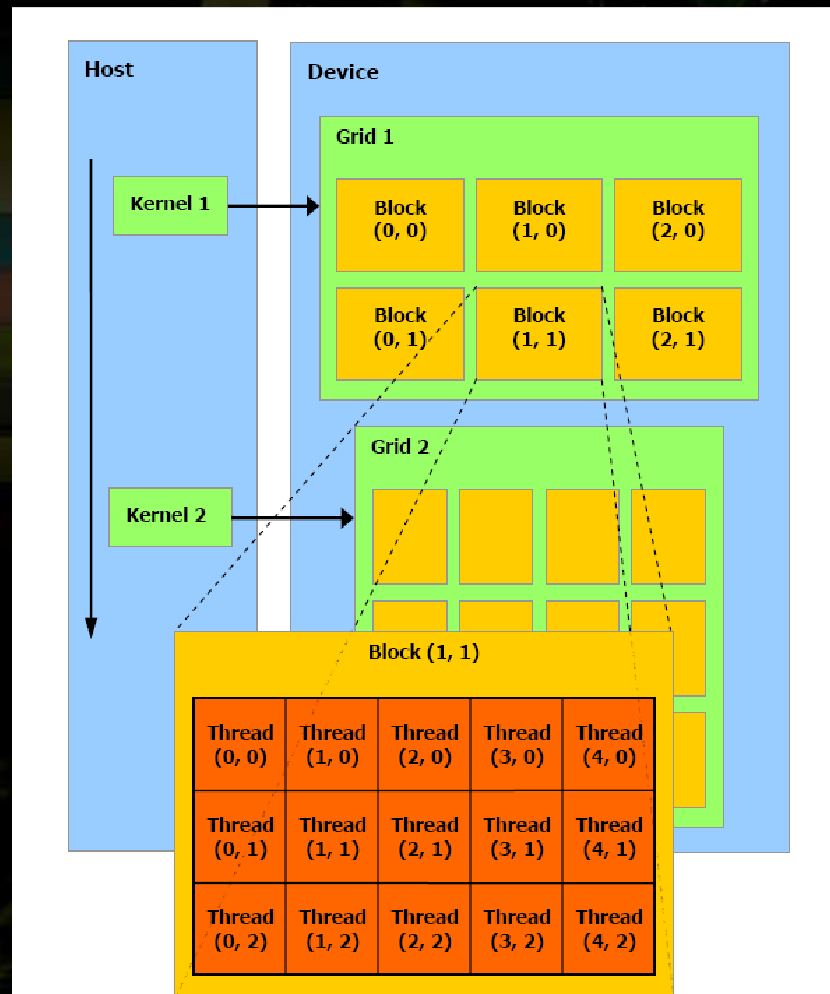 Host
Device
Grid 1
Kernel 1
Block
(0, 0)
Block
(1, 0)
Block
(2, 0)
Block
(0, 1)
Block
(1, 1)
Block
(2, 1)
Grid 2
Kernel 2
Block (1, 1)
Thread
(0, 0)
Thread
(1, 0)
Thread
(2, 0)
Thread
(3, 0)
Thread
(4, 0)
Thread
(0, 1)
Thread
(1, 1)
Thread
(2, 1)
Thread
(3, 1)
Thread
(4, 1)
Thread
(0, 2)
Thread
(1, 2)
Thread
(2, 2)
Thread
(3, 2)
Thread
(4, 2)